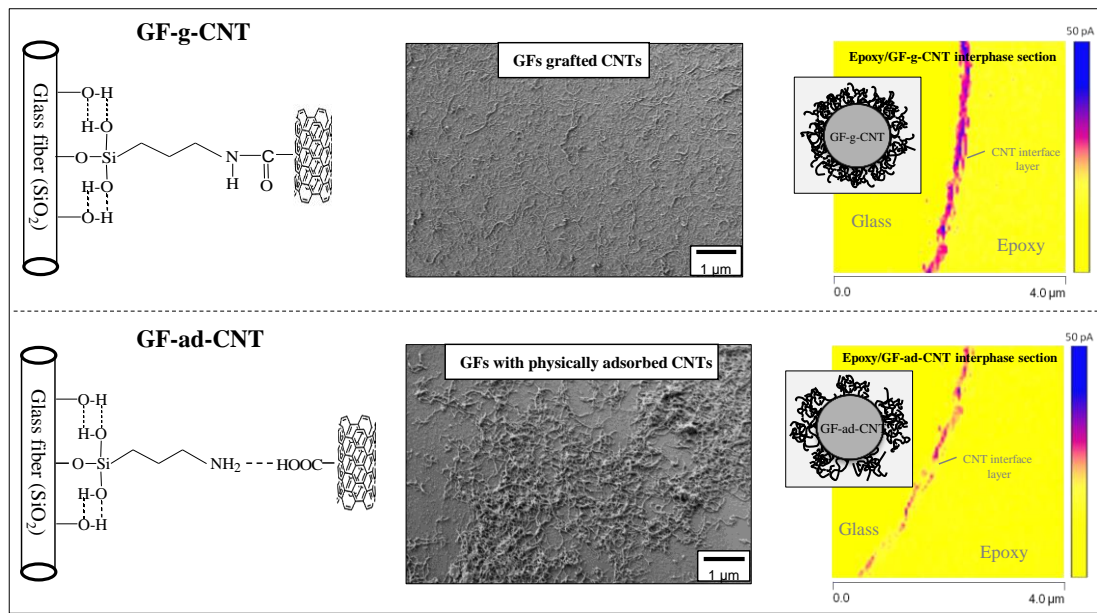 GF-g-CNT
Glass fiber (SiO2)
O-H
H-O
O
Si
H-O
O-H
N
H
C
O
GFs grafted CNTs
1 µm
50 pA
Epoxy/GF-g-CNT interphase section
GF-g-CNT
CNT interface
layer
Glass
Epoxy
0.0
4.0 µm
GF-ad-CNT
Glass fiber (SiO2)
O-H
H-O
O
Si
H-O
O-H
NH2
HOOC
GFs with physically adsorbed CNTs
1 µm
50 pA
Epoxy/GF-ad-CNT interphase section
GF-ad-CNT
CNT interface
layer
Glass
Epoxy
0.0
4.0 µm